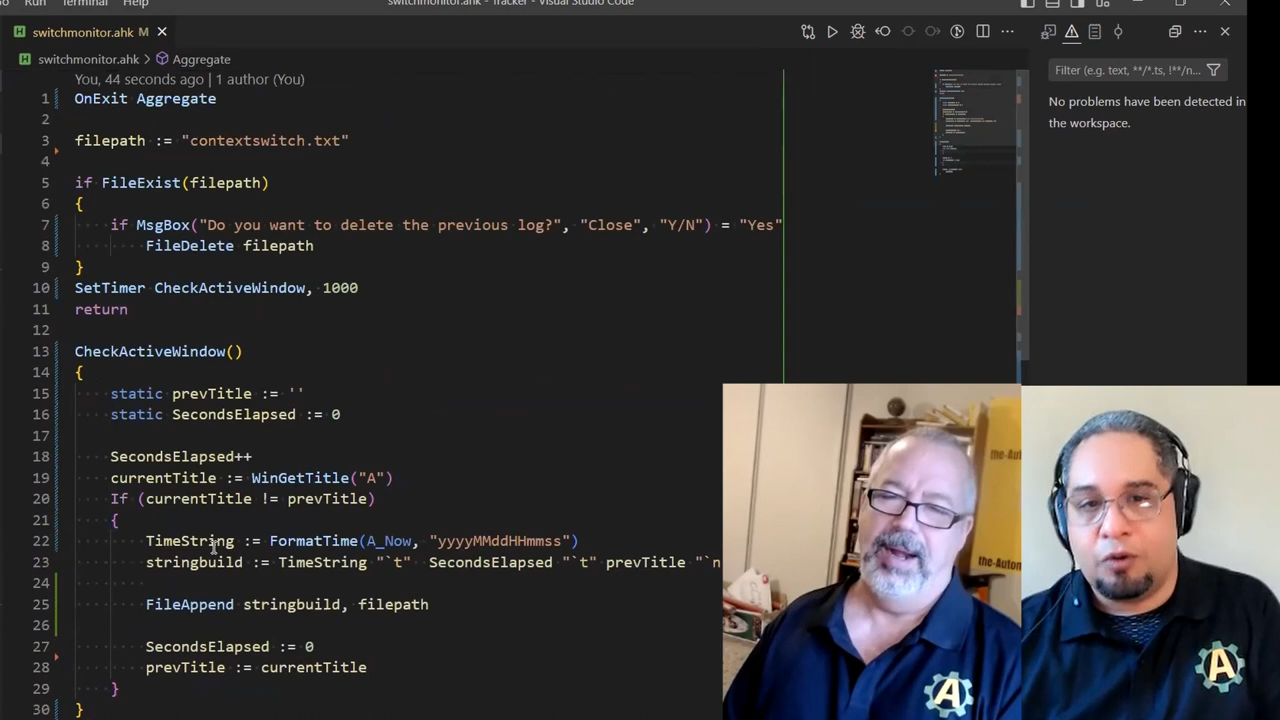 Run Terminal Help
switchmonitor.ahk - Tracker - Visual Studio Code
switchmonitor.ahk M
switchmonitor.ahk > Aggregate
You, 44 seconds ago | 1 author (You)
1 OnExit Aggregate
2
3 filepath := "contextswitch.txt"
4
5 if FileExist(filepath)
6 {
7 if MsgBox("Do you want to delete the previous log?", "Close", "Y/N") = "Yes"
8 FileDelete filepath
9 }
10 SetTimer CheckActiveWindow, 1000
11 return
12
13 CheckActiveWindow()
14 {
15 static prevTitle := ''
16 static SecondsElapsed := 0
17
18 SecondsElapsed++
19 currentTitle := WinGetTitle("A")
20 If (currentTitle != prevTitle)
21 {
22 TimeString := FormatTime(A_Now, "yyyyMMddHHmmss")
23 stringbuild := TimeString "`t" SecondsElapsed "`t" prevTitle "`n
24
25 FileAppend stringbuild, filepath
26
27 SecondsElapsed := 0
28 prevTitle := currentTitle
29 }
30 }
Filter (e.g. text, **/*.ts, !**/n...
No problems have been detected in
the workspace.
the-Autom
A
A